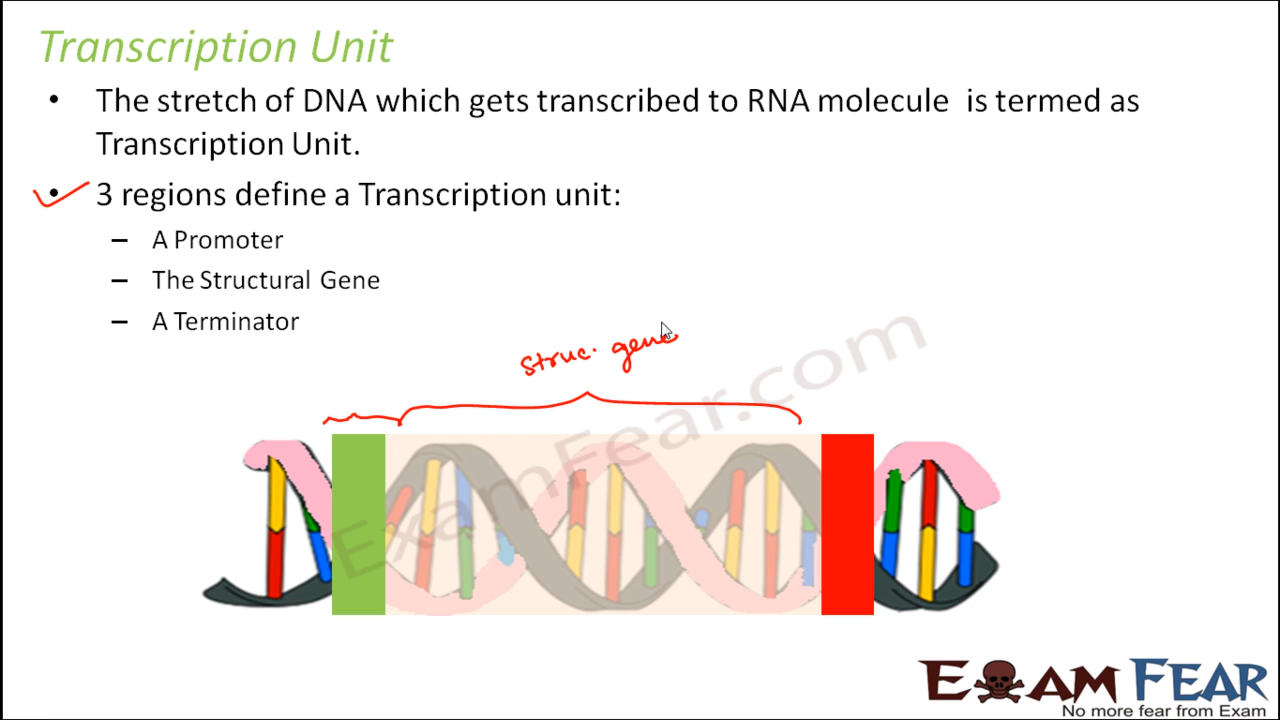 Transcription Unit
• The stretch of DNA which gets transcribed to RNA molecule is termed as
Transcription Unit.
• 3 regions define a Transcription unit:
– A Promoter
– The Structural Gene
– A Terminator
Struc. gene
ExamFear.com
EXAM FEAR
No more fear from Exam